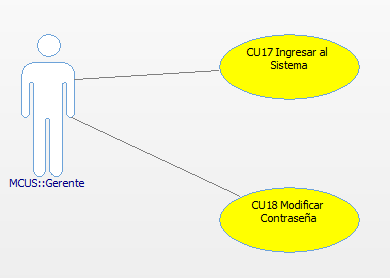 CU17 Ingresar al
Sistema
MCUS::Gerente
CU18 Modificar
Contraseña